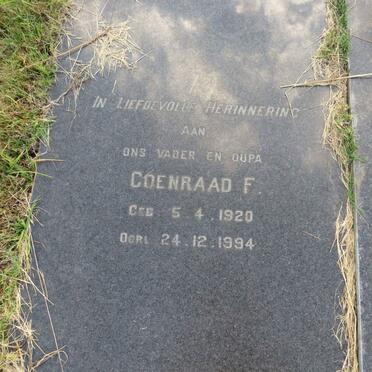 IN LIEFDEVOLLE HERINNERING
AAN
ONS VADER EN OUPA
COENRAAD F.
GEB. 5.4.1920
OORL. 24.12.1994